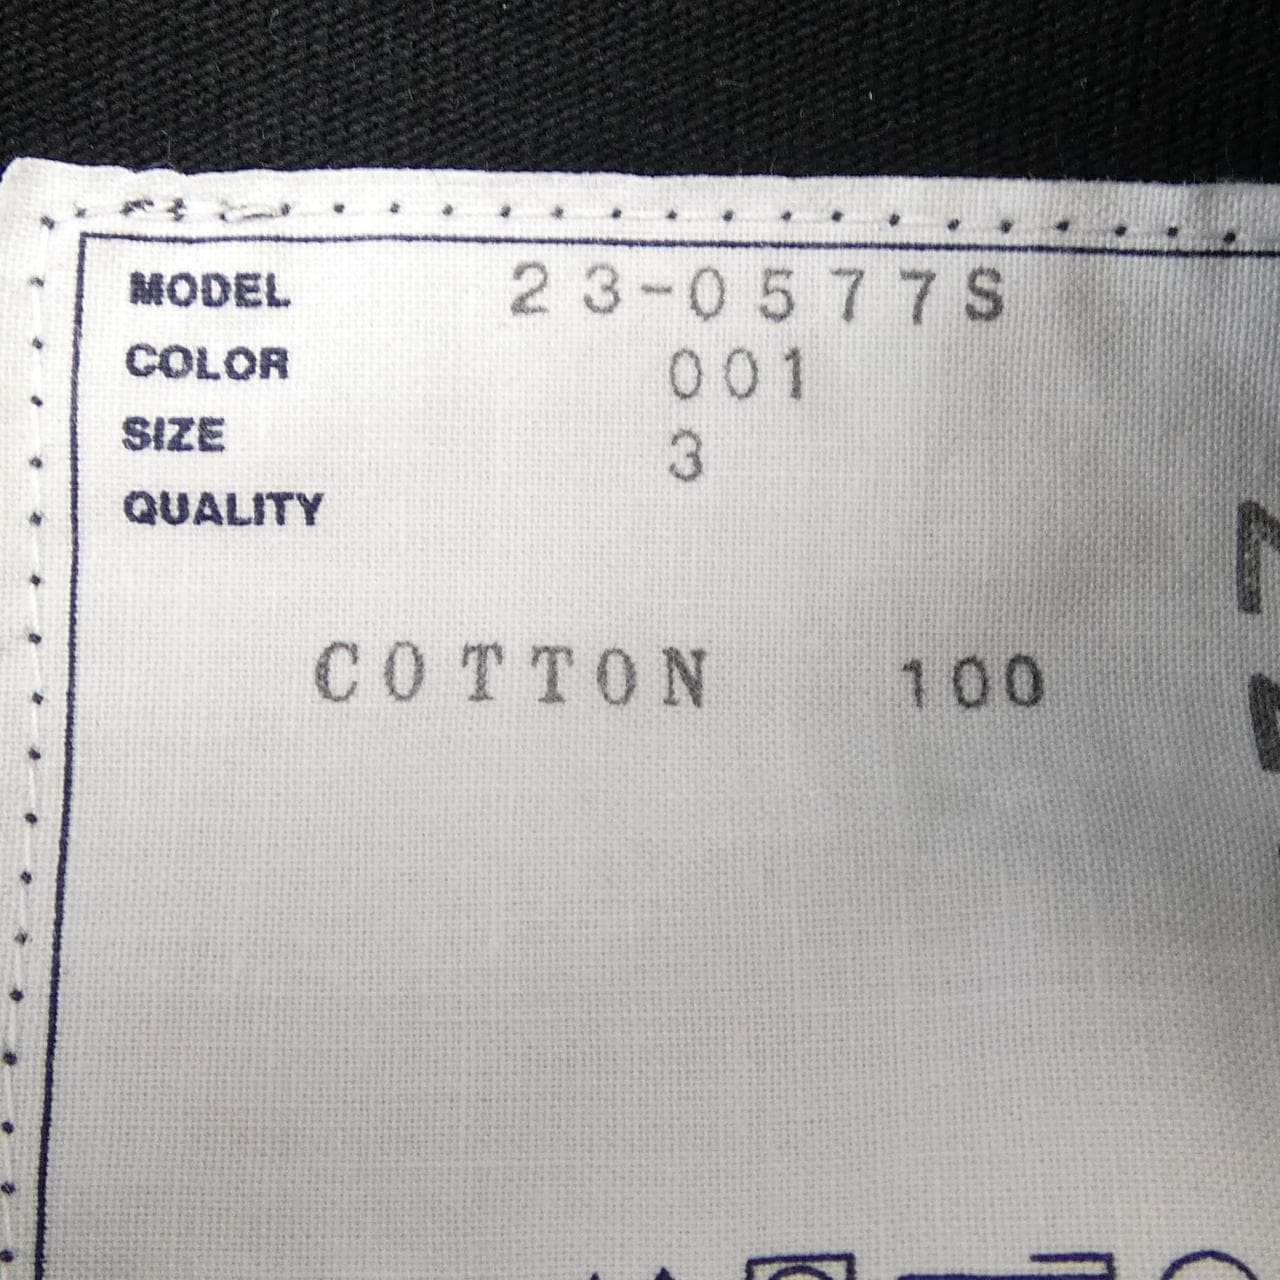 MODEL 23-0577S
COLOR 001
SIZE 3
QUALITY
COTTON 100